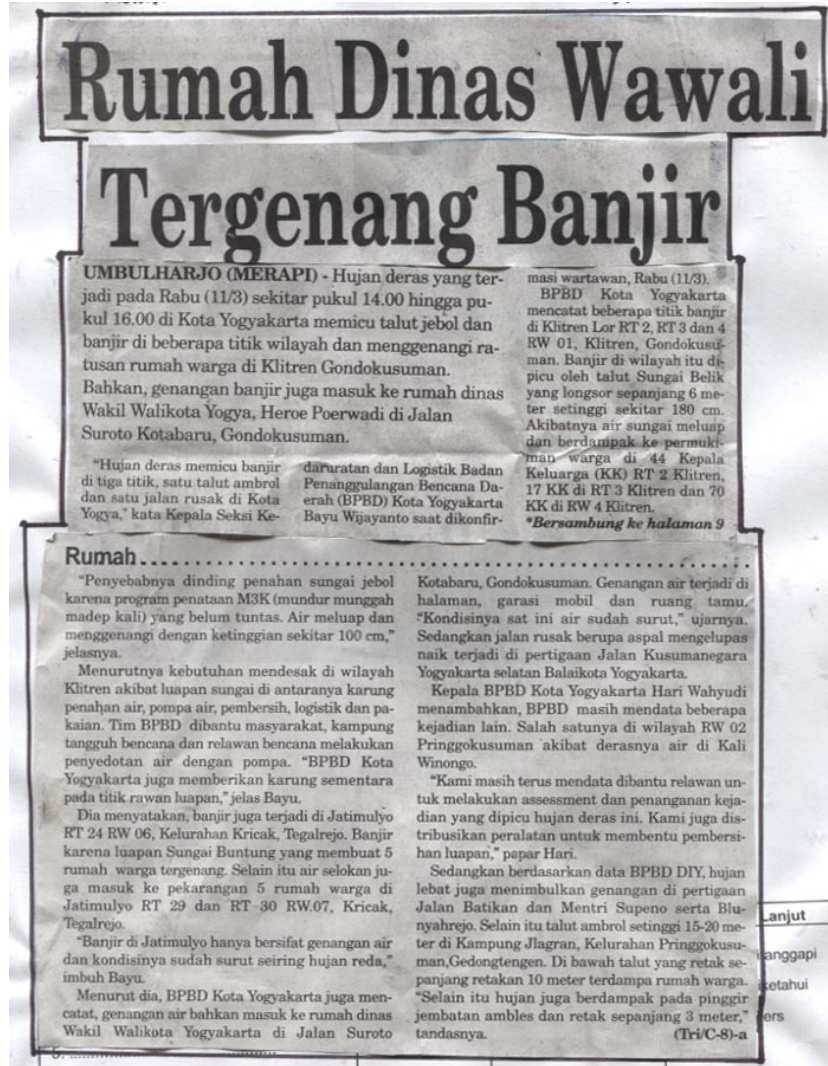 Rumah Dinas Wawali
Tergenang Banjir
UMBULHARJO (MERAPI) - Hujan deras yang ter-
jadi pada Rabu (11/3) sekitar pukul 14.00 hingga pu-
kul 16.00 di Kota Yogyakarta memicu talut jebol dan
banjir di beberapa titik wilayah dan menggenangi ra-
tusan rumah warga di Klitren Gondokusuman.
Bahkan, genangan banjir juga masuk ke rumah dinas
Wakil Walikota Yogya, Heroe Poerwadi di Jalan
Suroto Kotabaru, Gondokusuman.
"Hujan deras memicu banjir
di tiga titik, satu talut ambrol
dan satu jalan rusak di Kota
Yogya," kata Kepala Seksi Ke-
daruratan dan Logistik Badan
Penanggulangan Bencana Da-
erah (BPBD) Kota Yogyakarta
Bayu Wijayanto saat dikonfir-
masi wartawan, Rabu (11/3).
BPBD Kota Yogyakarta
mencatat beberapa titik banjir
di Klitren Lor RT 2, RT 3 dan 4
RW 01, Klitren, Gondokusu-
man. Banjir di wilayah itu di-
picu oleh talut Sungai Belik
yang longsor sepanjang 6 me-
ter setinggi sekitar 180 cm.
Akibatnya air sungai meluap
dan berdampak ke permuki-
man warga di 44 Kepala
Keluarga (KK) RT 2 Klitren,
17 KK di RT 3 Klitren dan 70
KK di RW 4 Klitren.
*Bersambung ke halaman 9
Rumah
"Penyebabnya dinding penahan sungai jebol
karena program penataan M3K (mundur munggah
madep kali) yang belum tuntas. Air meluap dan
menggenangi dengan ketinggian sekitar 100 cm,"
jelasnya.
Menurutnya kebutuhan mendesak di wilayah
Klitren akibat luapan sungai di antaranya karung
penahan air, pompa air, pembersih, logistik dan pa-
kaian. Tim BPBD dibantu masyarakat, kampung
tangguh bencana dan relawan bencana melakukan
penyedotan air dengan pompa. "BPBD Kota
Yogyakarta juga memberikan karung sementara
pada titik rawan luapan," jelas Bayu.
Dia menyatakan, banjir juga terjadi di Jatimulyo
RT 24 RW 06, Kelurahan Kricak, Tegalrejo. Banjir
karena luapan Sungai Buntung yang membuat 5
rumah warga tergenang. Selain itu air selokan ju-
ga masuk ke pekarangan 5 rumah warga di
Jatimulyo RT 29 dan RT 30 RW.07, Kricak,
Tegalrejo.
"Banjir di Jatimulyo hanya bersifat genangan air
dan kondisinya sudah surut seiring hujan reda,"
imbuh Bayu.
Menurut dia, BPBD Kota Yogyakarta juga men-
catat, genangan air bahkan masuk ke rumah dinas
Wakil Walikota Yogyakarta di Jalan Suroto
Kotabaru, Gondokusuman. Genangan air terjadi di
halaman, garasi mobil dan ruang tamu.
"Kondisinya sat ini air sudah surut," ujarnya.
Sedangkan jalan rusak berupa aspal mengelupas
naik terjadi di pertigaan Jalan Kusumanegara
Yogyakarta selatan Balaikota Yogyakarta.
Kepala BPBD Kota Yogyakarta Hari Wahyudi
menambahkan, BPBD masih mendata beberapa
kejadian lain. Salah satunya di wilayah RW 02
Pringgokusuman akibat derasnya air di Kali
Winongo.
"Kami masih terus mendata dibantu relawan un-
tuk melakukan assessment dan penanganan keja-
dian yang dipicu hujan deras ini. Kami juga dis-
tribusikan peralatan untuk membentu pembersi-
han luapan," papar Hari.
Sedangkan berdasarkan data BPBD DIY, hujan
lebat juga menimbulkan genangan di pertigaan
Jalan Batikan dan Mentri Supeno serta Blu-
nyahrejo. Selain itu talut ambrol setinggi 15-20 me-
ter di Kampung Jlagran, Kelurahan Pringgokusu-
man,Gedongtengen. Di bawah talut yang retak se-
panjang retakan 10 meter terdampa rumah warga.
"Selain itu hujan juga berdampak pada pinggir
jembatan ambles dan retak sepanjang 3 meter,"
tandasnya. (Tri/C-8)-a
Lanjut
anggapi
ketahui
ers